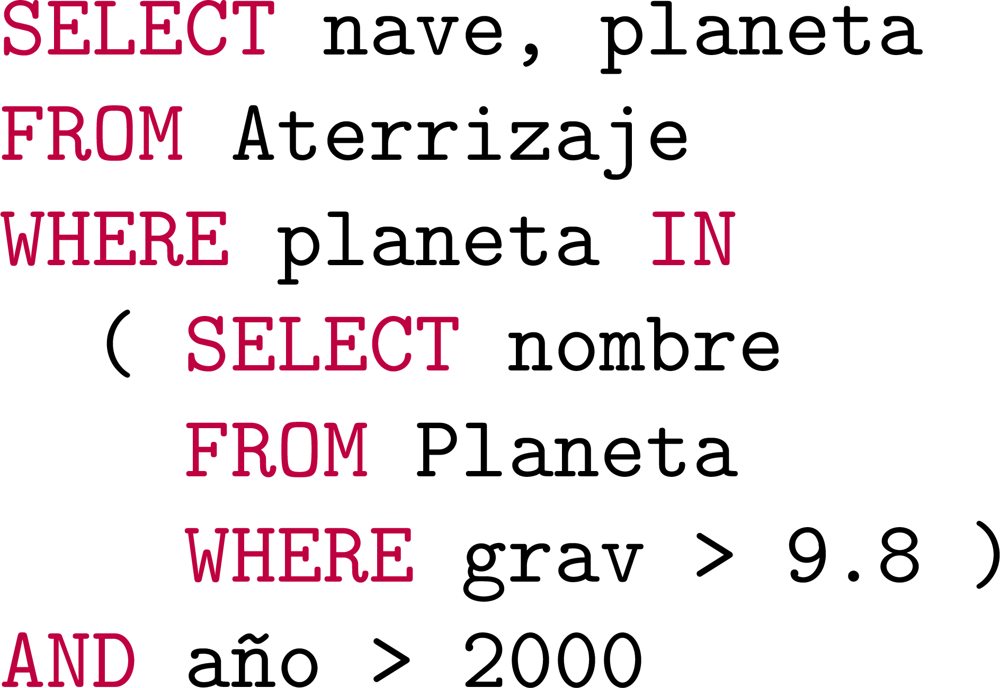 SELECT nave, planeta
FROM Aterrizaje
WHERE planeta IN
( SELECT nombre
FROM Planeta
WHERE grav > 9.8 )
AND año > 2000